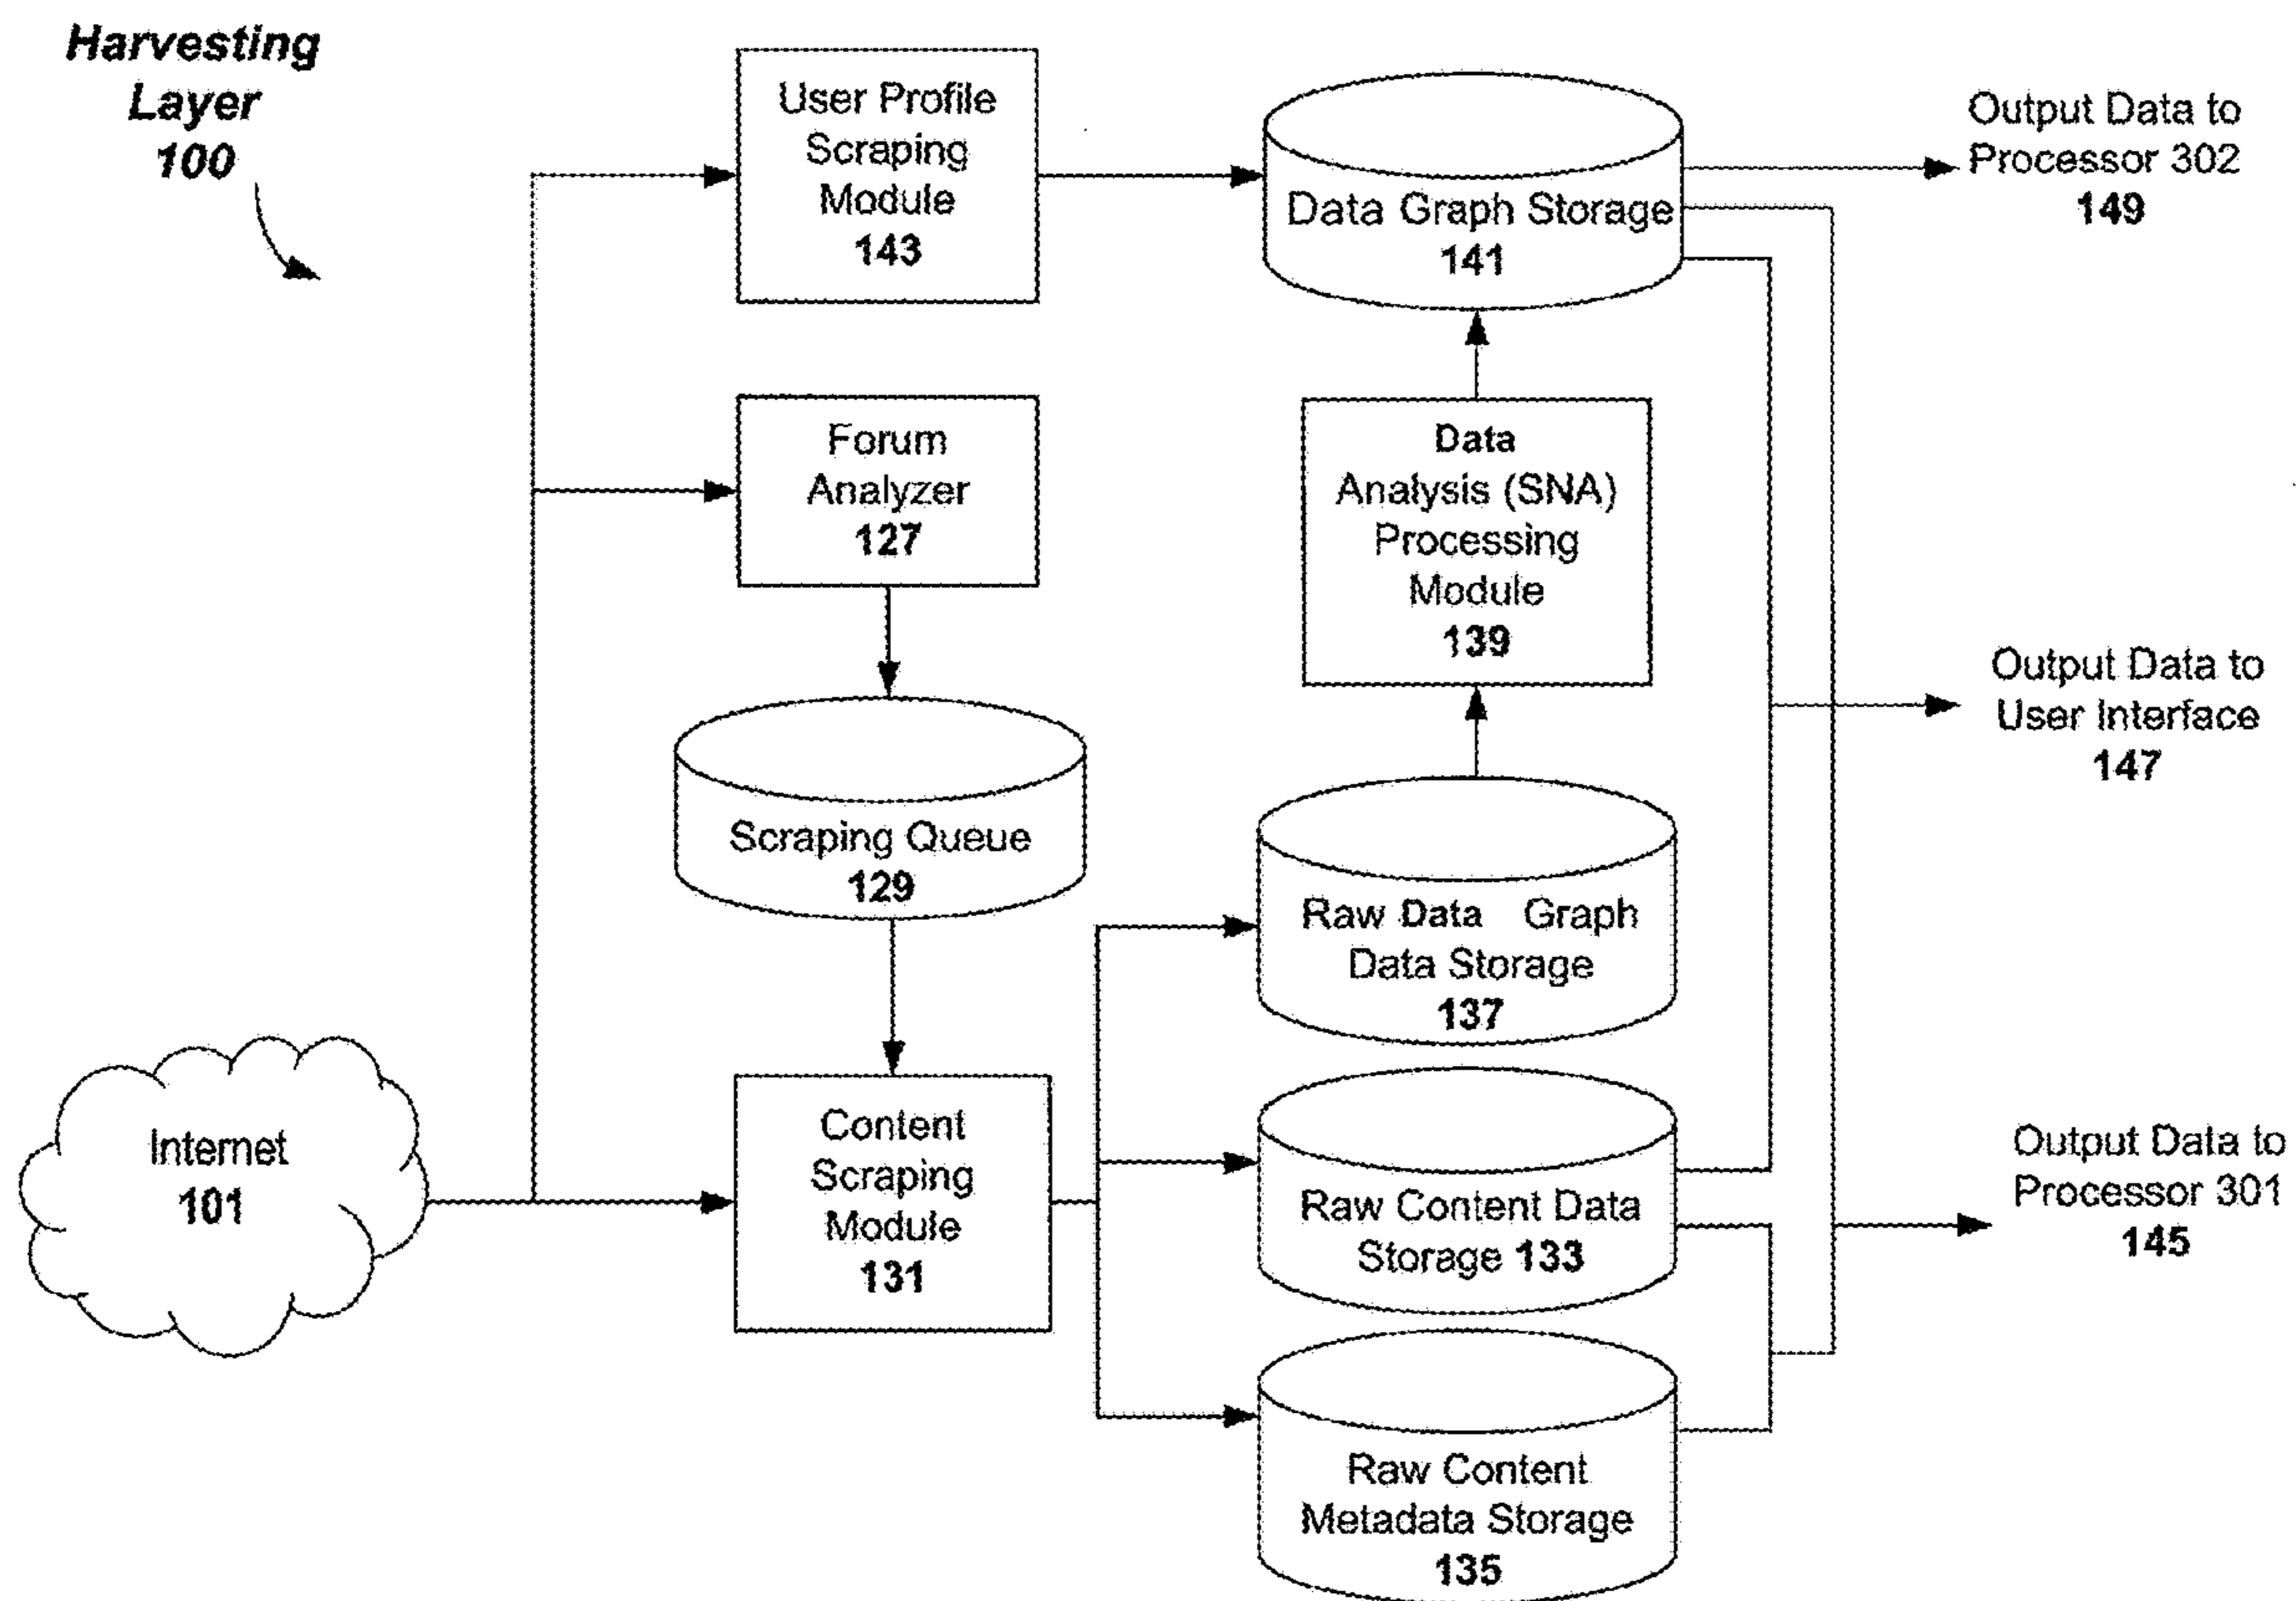 Harvesting
Layer
100
User Profile
Scraping
Module
143
Data Graph Storage
141
Output Data to
Processor 302
149
Forum
Analyzer
127
Data
Analysis (SNA)
Processing
Module
139
Output Data to
User Interface
147
Scraping Queue
129
Raw Data Graph
Data Storage
137
Internet
101
Content
Scraping
Module
131
Raw Content Data
Storage 133
Output Data to
Processor 301
145
Raw Content
Metadata Storage
135